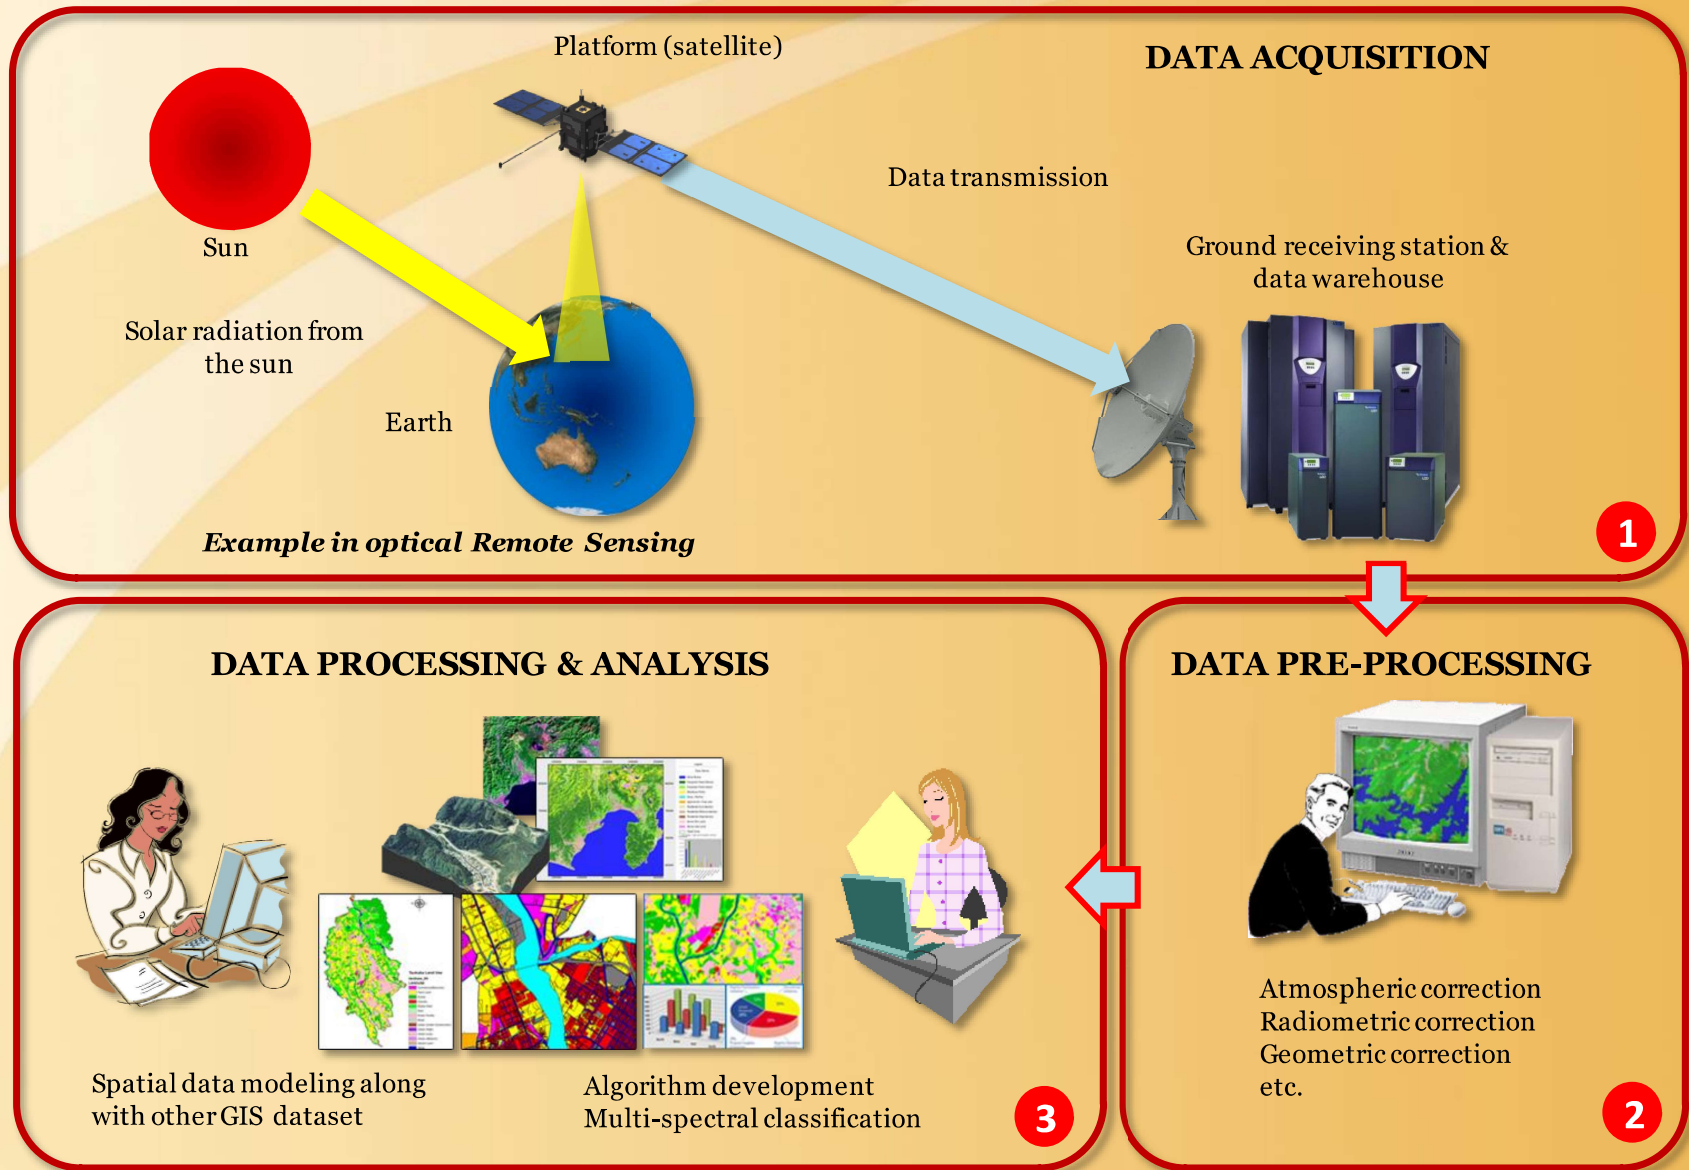 Platform (satellite)
DATA ACQUISITION
Data transmission
Sun
Ground receiving station &
data warehouse
Solar radiation from
the sun
Earth
Example in optical Remote Sensing
1
DATA PROCESSING & ANALYSIS
DATA PRE-PROCESSING
Atmospheric correction
Radiometric correction
Geometric correction
etc.
Spatial data modeling along
with other GIS dataset
Algorithm development
Multi-spectral classification
3
2